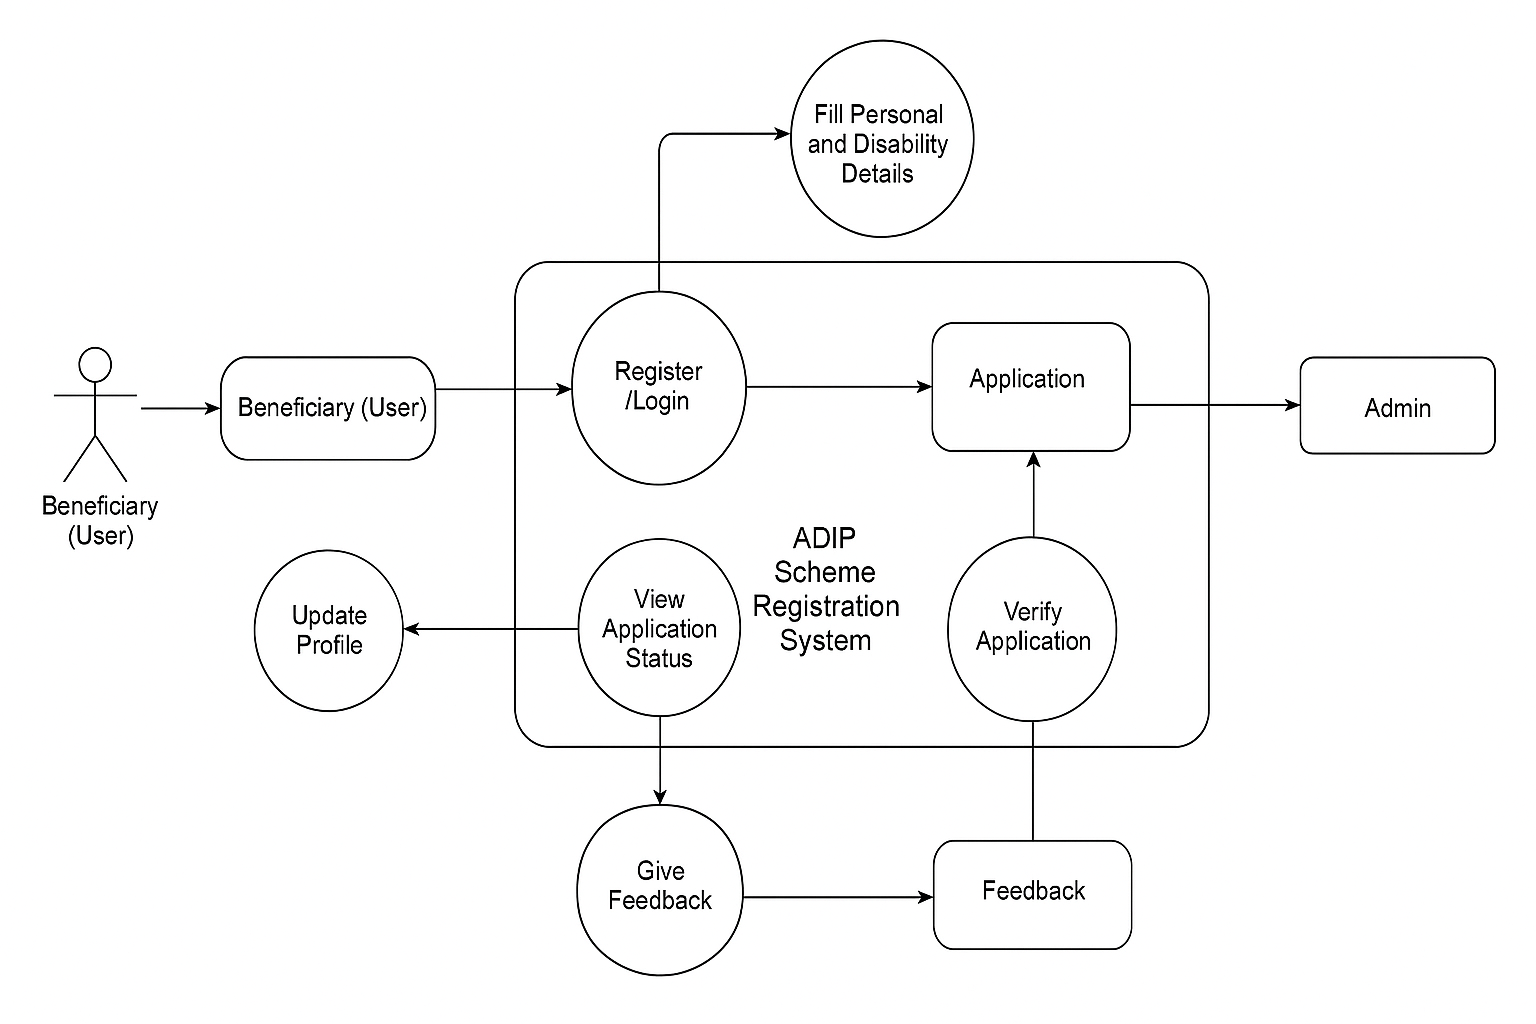 Fill Personal
and Disability
Details
Register
/Login
Application
Beneficiary (User)
Admin
Beneficiary
(User)
ADIP
Scheme
Registration
System
Update
Profile
View
Application
Status
Verify
Application
Give
Feedback
Feedback